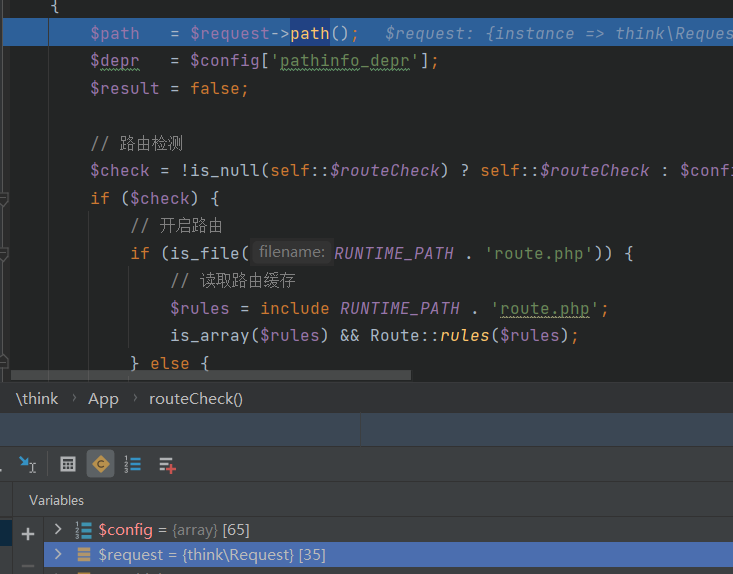 {
$path = $request->path(); $request: {instance => think\Reques
$depr = $config['pathinfo_depr'];
$result = false;
// 路由检测
$check = !is_null(self::$routeCheck) ? self::$routeCheck : $confi
if ($check) {
// 开启路由
if (is_file( filename: RUNTIME_PATH . 'route.php')) {
// 读取路由缓存
$rules = include RUNTIME_PATH . 'route.php';
is_array($rules) && Route::rules($rules);
} else {
\think › App › routeCheck()
Variables
$config = {array} [65]
$request = {think\Request} [35]